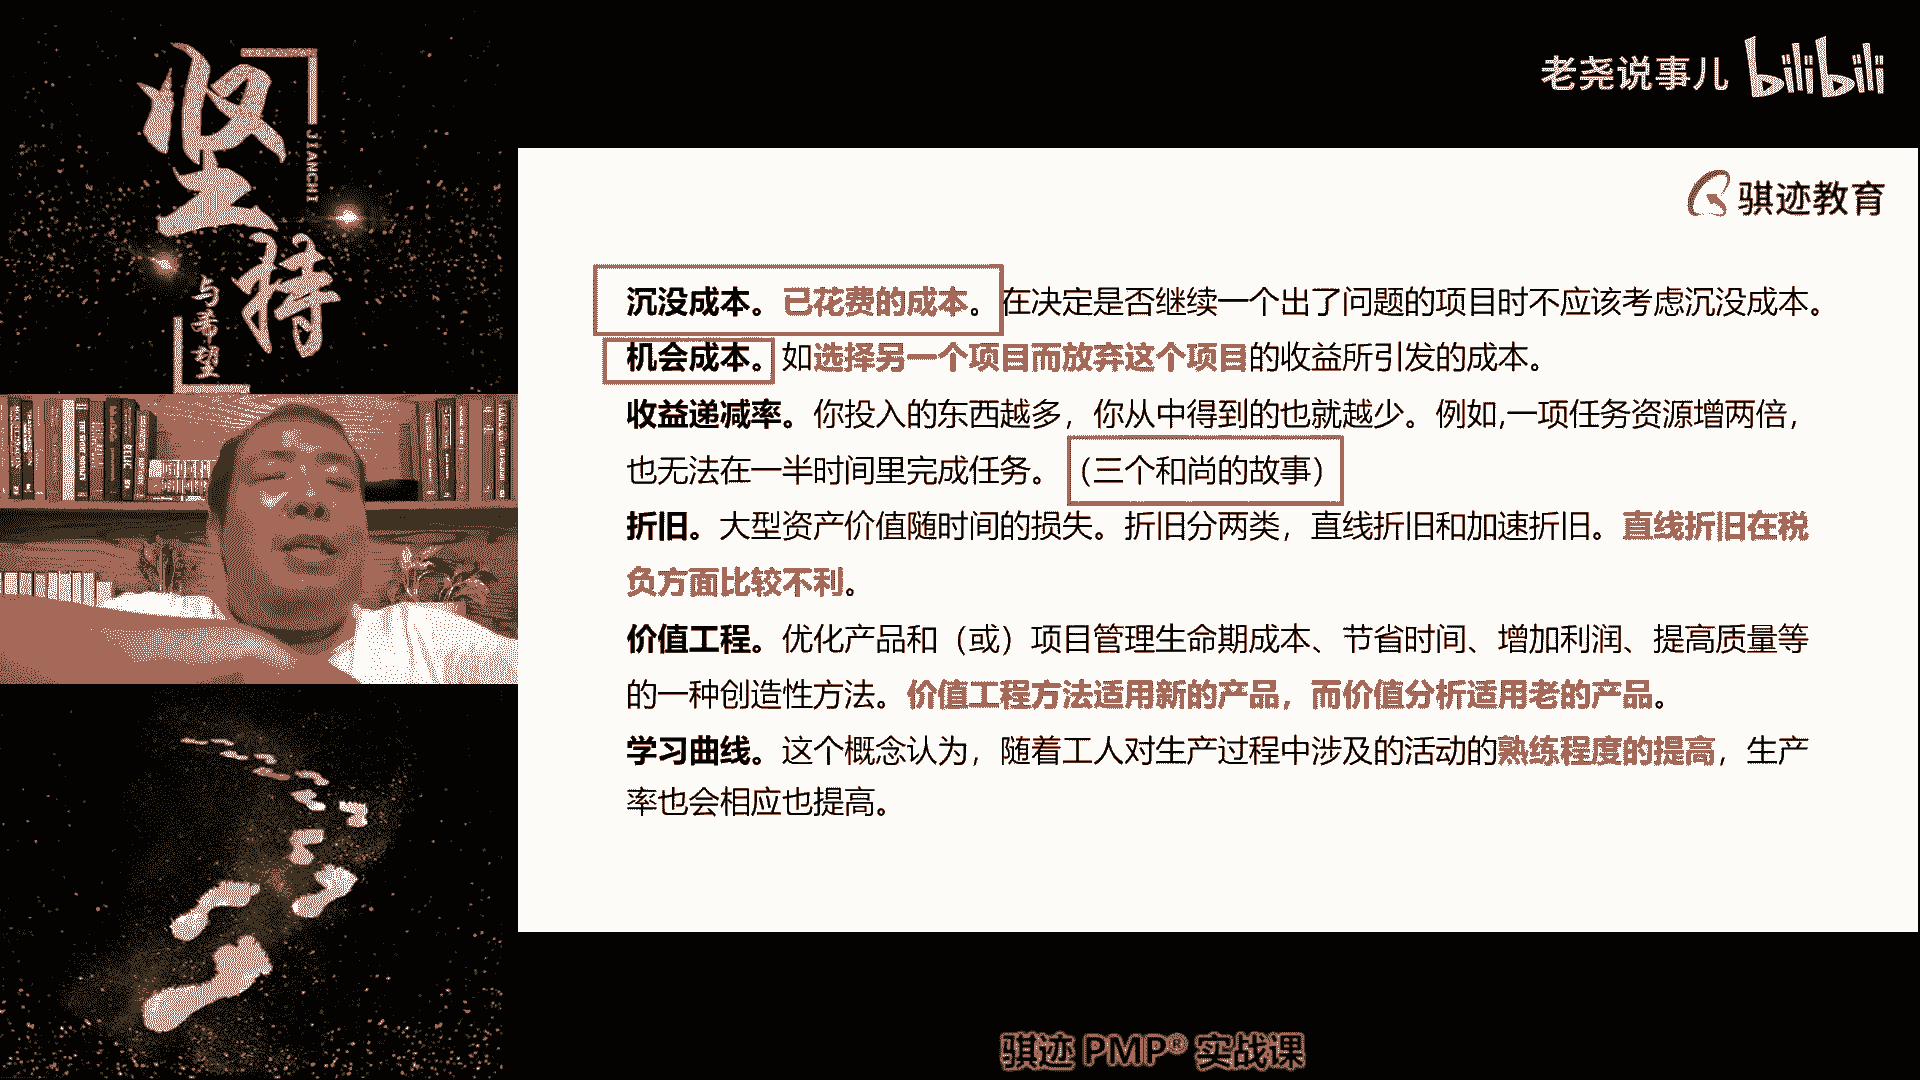 坚持
JIANCHI
与希望
老尧说事儿 bilibili
骐迹教育
沉没成本。已花费的成本。在决定是否继续一个出了问题的项目时不应该考虑沉没成本。
机会成本。如选择另一个项目而放弃这个项目的收益所引发的成本。
收益递减率。你投入的东西越多，你从中得到的也就越少。例如,一项任务资源增两倍，
也无法在一半时间里完成任务。（三个和尚的故事）
折旧。大型资产价值随时间的损失。折旧分两类，直线折旧和加速折旧。直线折旧在税
负方面比较不利。
价值工程。优化产品和（或）项目管理生命期成本、节省时间、增加利润、提高质量等
的一种创造性方法。价值工程方法适用新的产品，而价值分析适用老的产品。
学习曲线。这个概念认为，随着工人对生产过程中涉及的活动的熟练程度的提高，生产
率也会相应也提高。
骐迹 PMP® 实战课